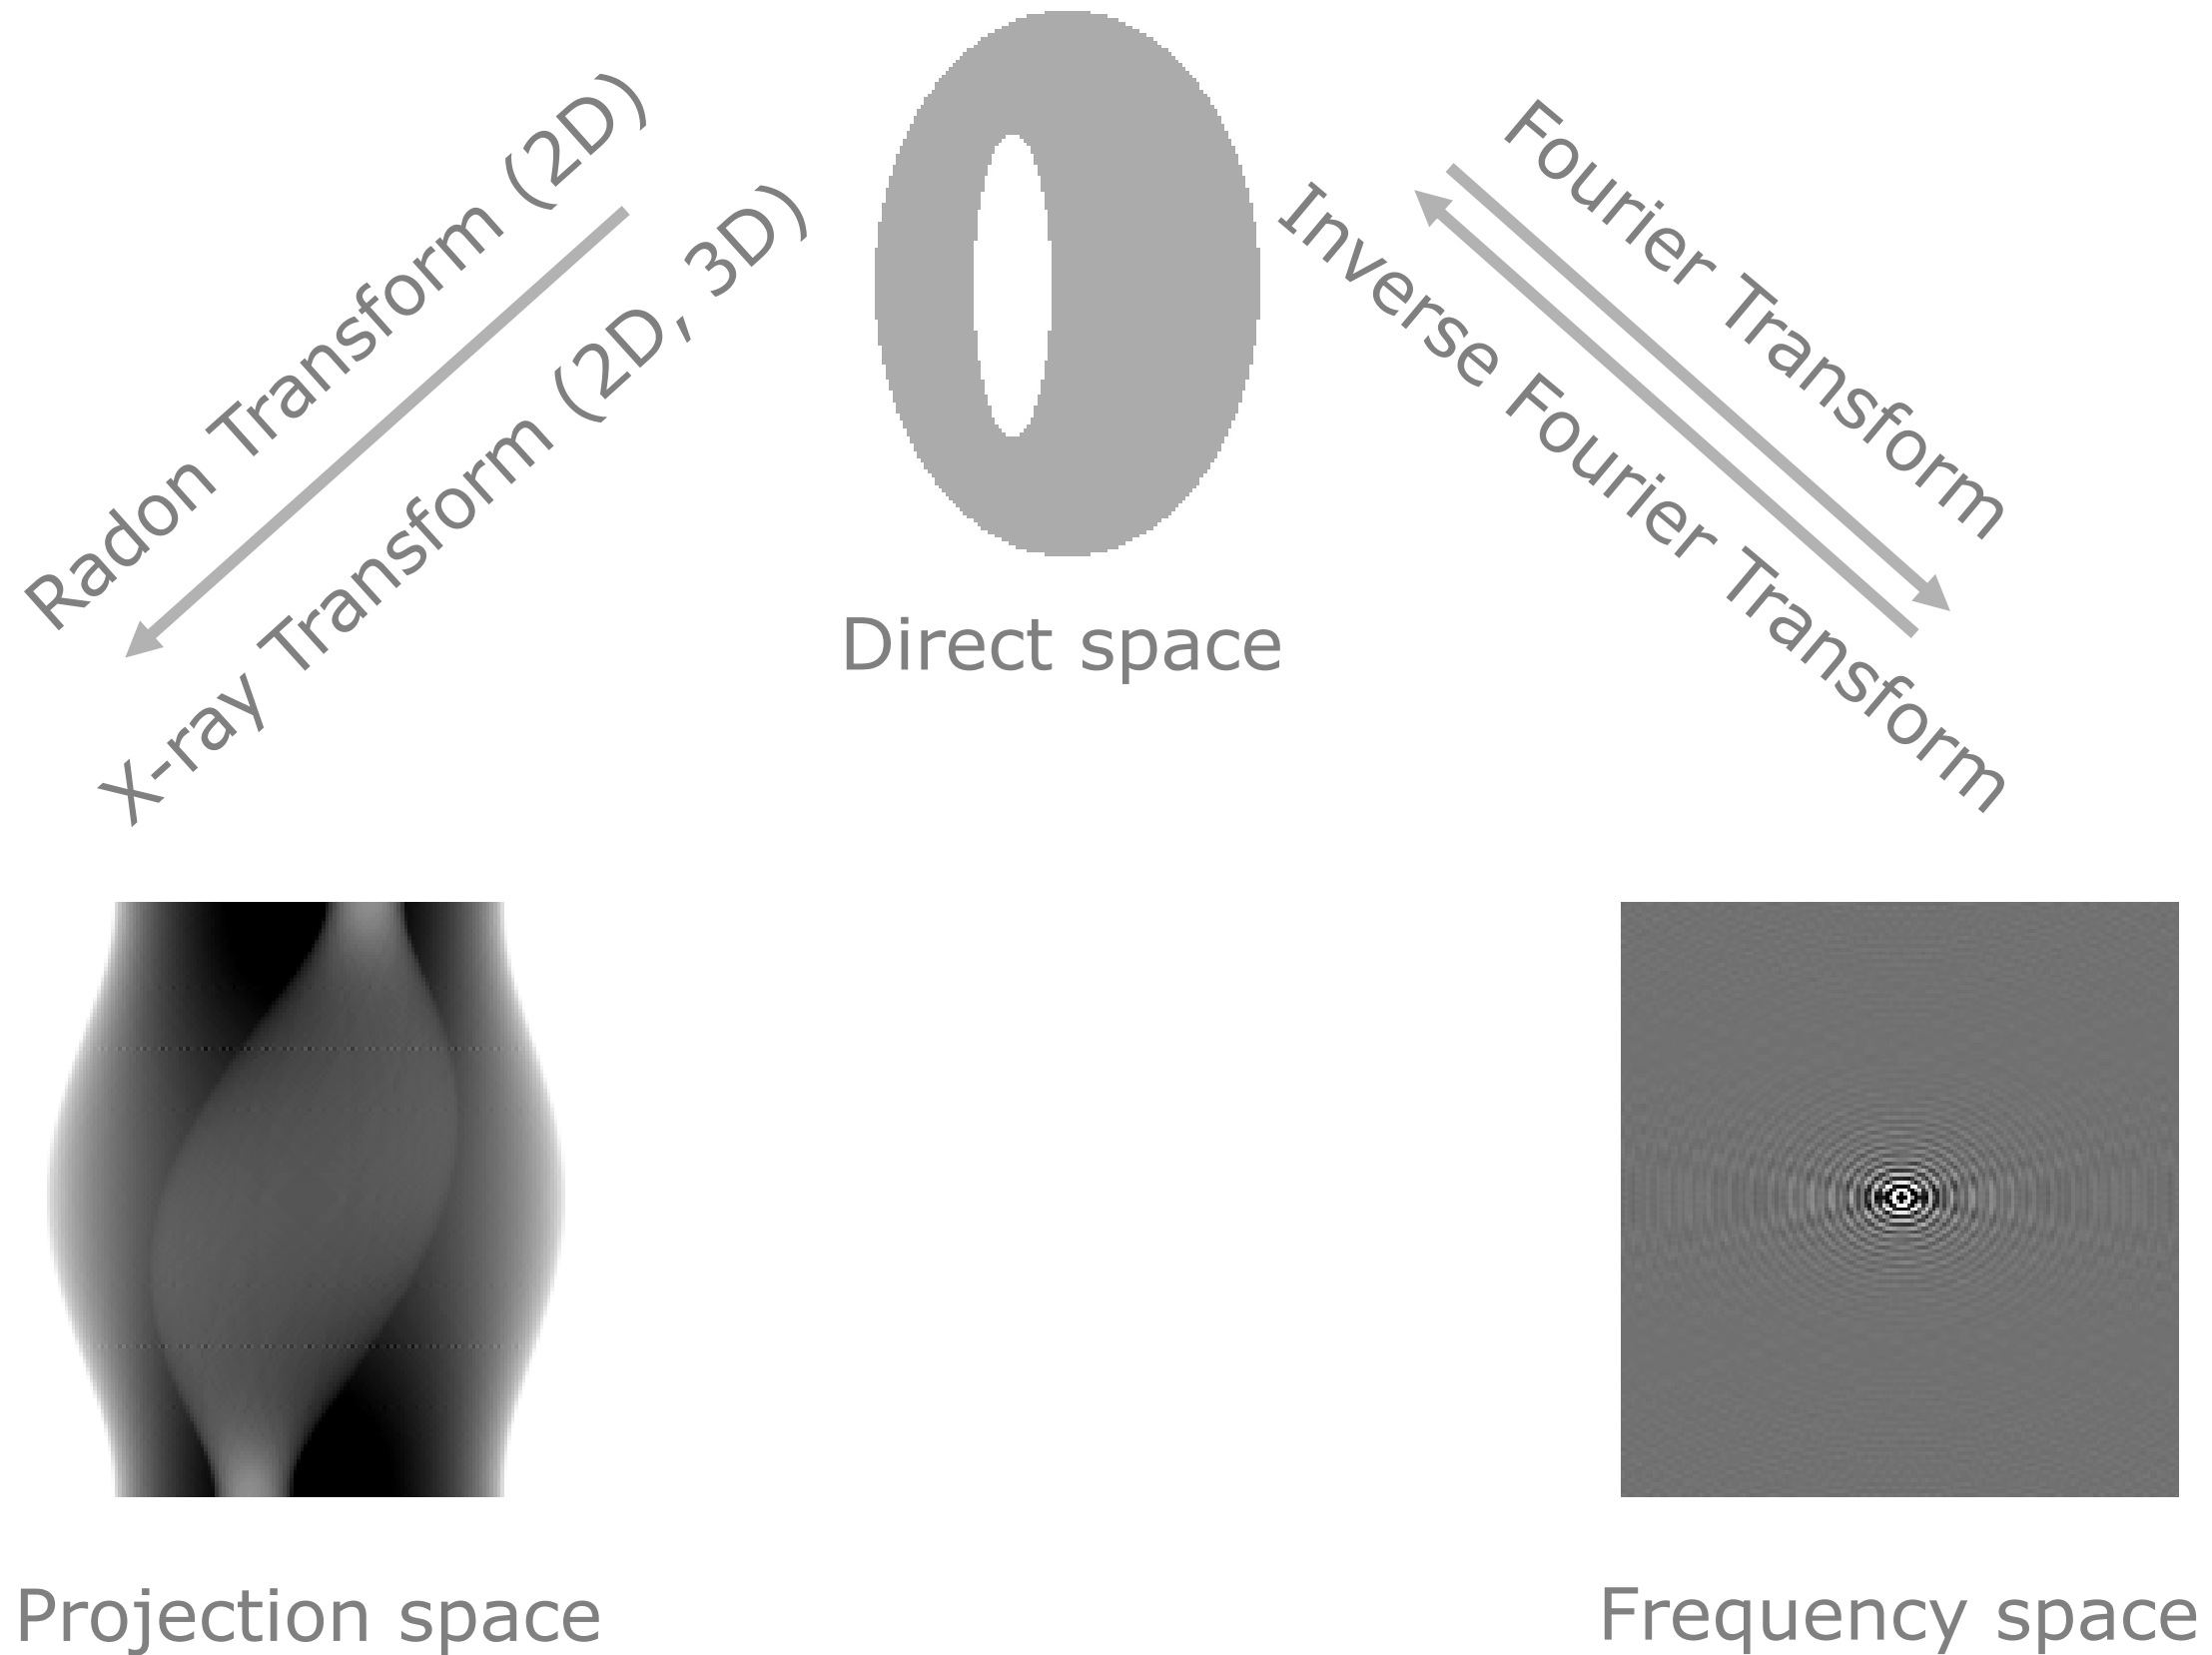 Radon Transform (2D)
X-ray Transform (2D, 3D)
Fourier Transform
Inverse Fourier Transform
Direct space
Projection space
Frequency space